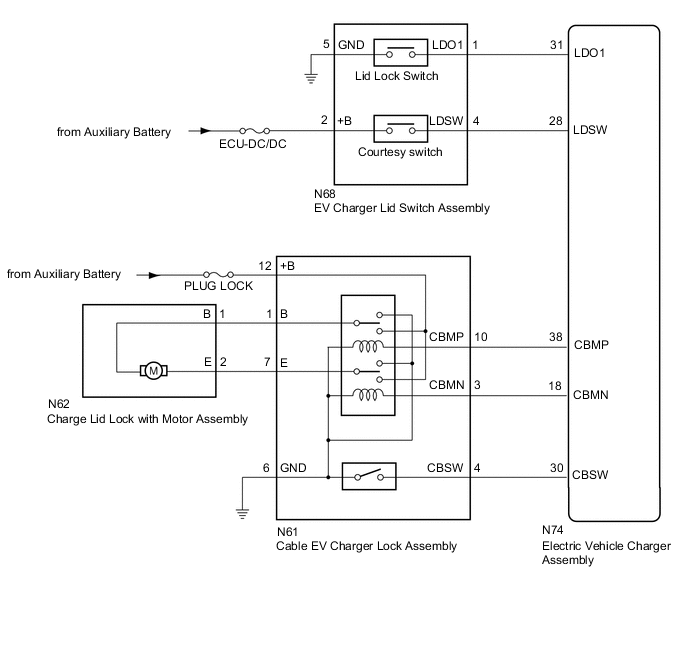 5 GND LDO1 1 31 LDO1
Lid Lock Switch
from Auxiliary Battery ECU-DC/DC 2 +B LDSW 4 28 LDSW
Courtesy switch
N68
EV Charger Lid Switch Assembly
from Auxiliary Battery PLUG LOCK 12 +B
B 1 1 B
CBMP 10 38 CBMP
M
E 2 7 E
CBMN 3 18 CBMN
N62
Charge Lid Lock with Motor Assembly
6 GND CBSW 4 30 CBSW
N61
Cable EV Charger Lock Assembly
N74
Electric Vehicle Charger
Assembly